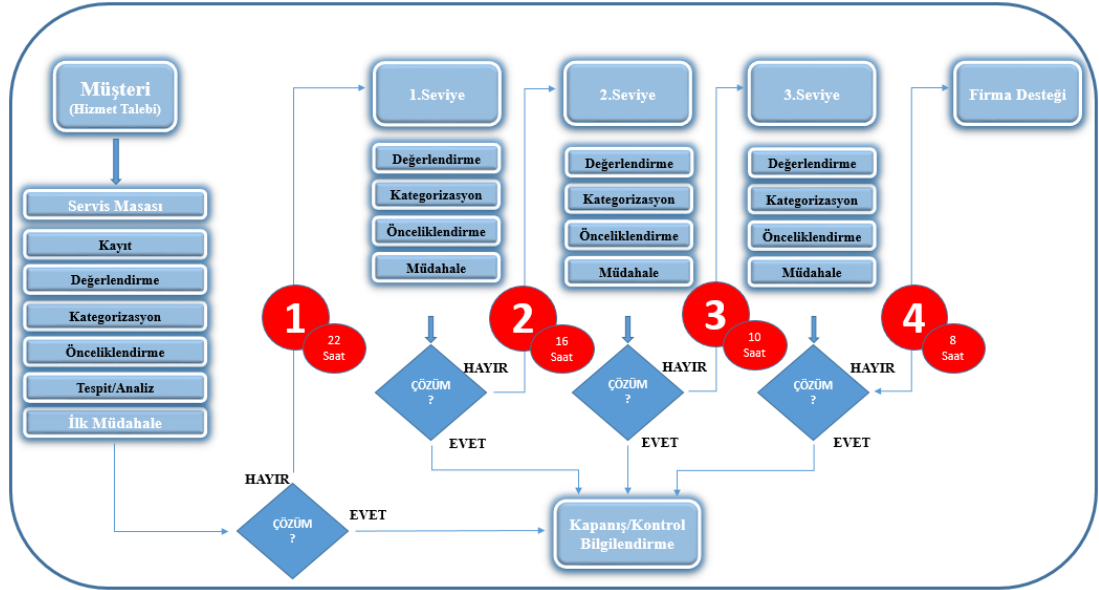 Müşteri
(Hizmet Talebi)
Servis Masası
Kayıt
Değerlendirme
Kategorizasyon
Önceliklendirme
Tespit/Analiz
İlk Müdahale
HAYIR
ÇÖZÜM
?
EVET
1
22
Saat
1.Seviye
Değerlendirme
Kategorizasyon
Önceliklendirme
Müdahale
ÇÖZÜM
?
HAYIR
EVET
2
16
Saat
2.Seviye
Değerlendirme
Kategorizasyon
Önceliklendirme
Müdahale
ÇÖZÜM
?
HAYIR
EVET
3
10
Saat
3.Seviye
Değerlendirme
Kategorizasyon
Önceliklendirme
Müdahale
ÇÖZÜM
?
HAYIR
EVET
4
8
Saat
Firma Desteği
Kapanış/Kontrol
Bilgilendirme